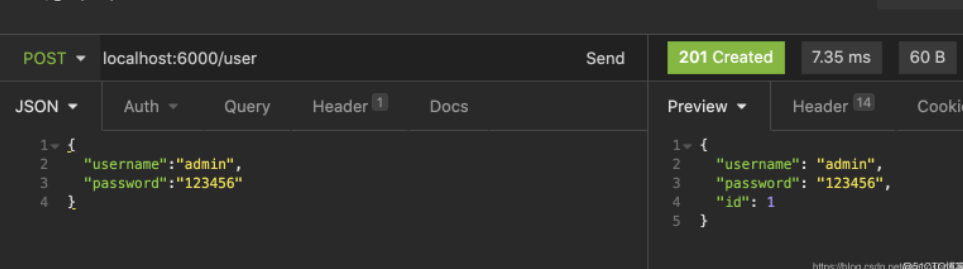 POST localhost:6000/user Send 201 Created 7.35 ms 60 B
JSON Auth Query Header 1 Docs Preview Header 14 Cooki
1 {
2 "username":"admin",
3 "password":"123456"
4 }
1 {
2 "username": "admin",
3 "password": "123456",
4 "id": 1
5 }
https://blog.csdn.net